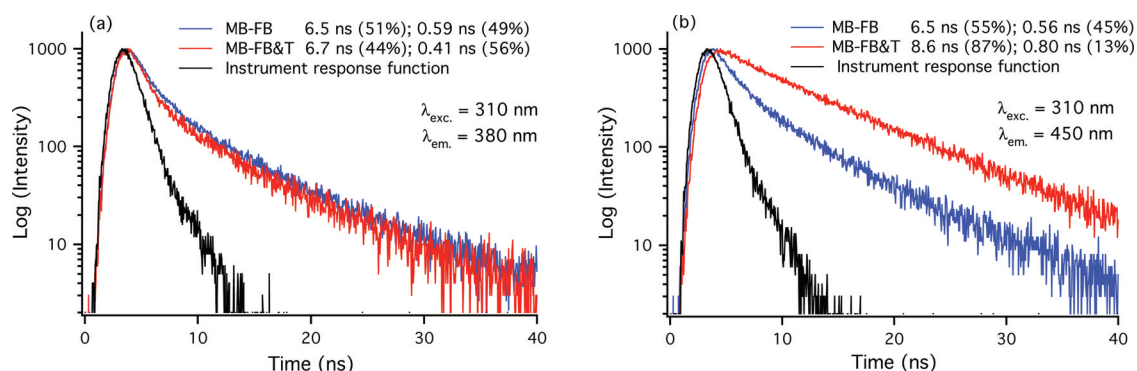 (a)
MB-FB 6.5 ns (51%); 0.59 ns (49%)
MB-FB&T 6.7 ns (44%); 0.41 ns (56%)
Instrument response function
λexc. = 310 nm
λem. = 380 nm
1000
100
10
Log (Intensity)
0 10 20 30 40
Time (ns)
(b)
MB-FB 6.5 ns (55%); 0.56 ns (45%)
MB-FB&T 8.6 ns (87%); 0.80 ns (13%)
Instrument response function
λexc. = 310 nm
λem. = 450 nm
1000
100
10
Log (Intensity)
0 10 20 30 40
Time (ns)